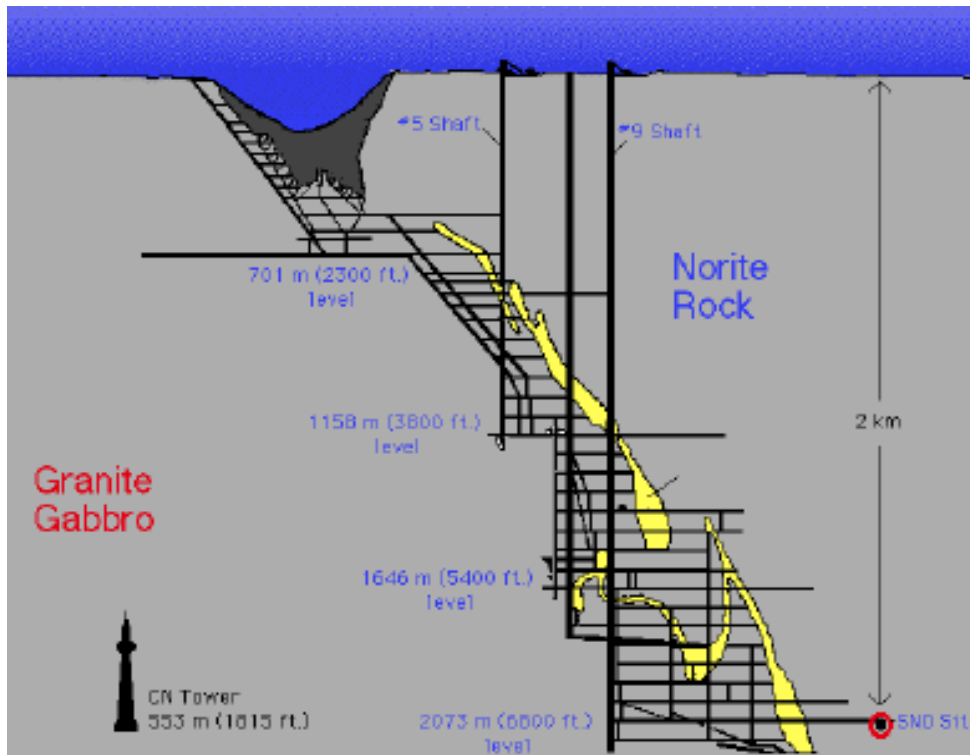 #5 Shaft
#9 Shaft
701 m (2300 ft.)
level
Norite
Rock
1158 m (3800 ft.)
level
2 km
Granite
Gabbro
1646 m (5400 ft.)
level
CN Tower
553 m (1815 ft.)
2073 m (6800 ft.)
level
SNO Sit